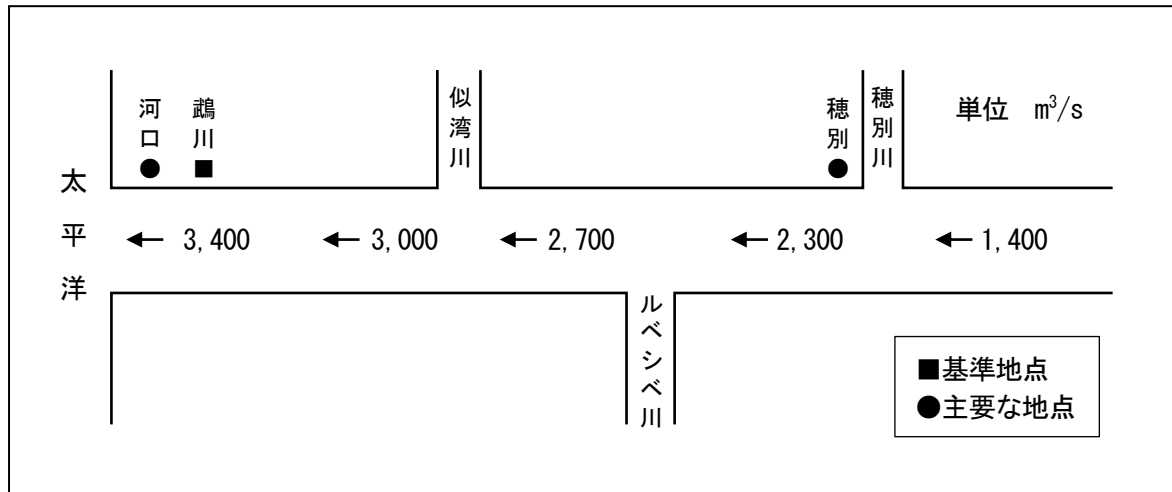 河口
鵡川
似湾川
穂別
穂別川
単位 m³/s
太平洋
← 3,400
← 3,000
← 2,700
← 2,300
← 1,400
ルベシベ川
■基準地点
●主要な地点